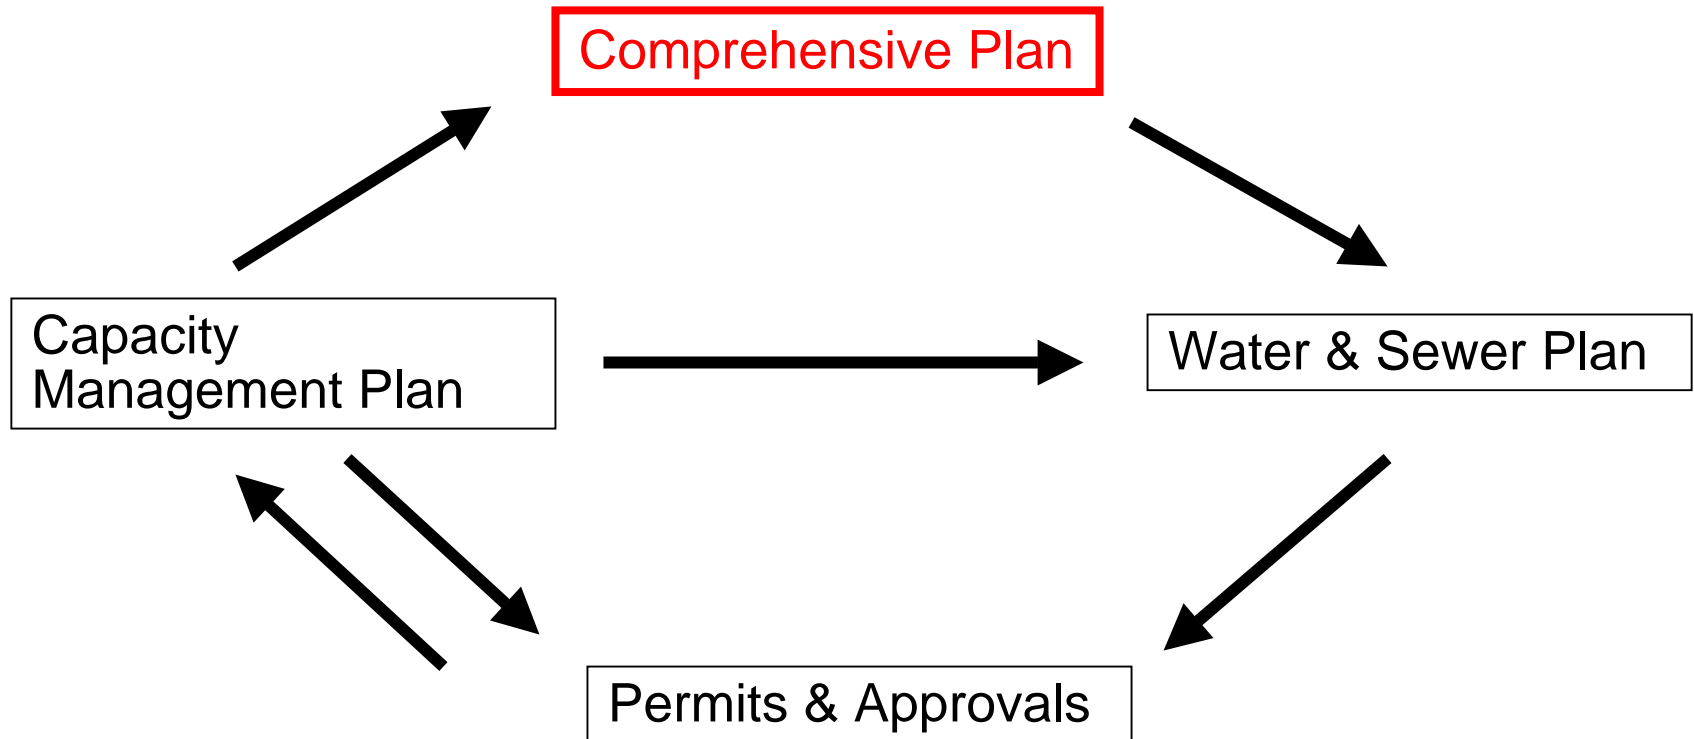 Comprehensive Plan
Capacity
Management Plan
Water & Sewer Plan
Permits & Approvals